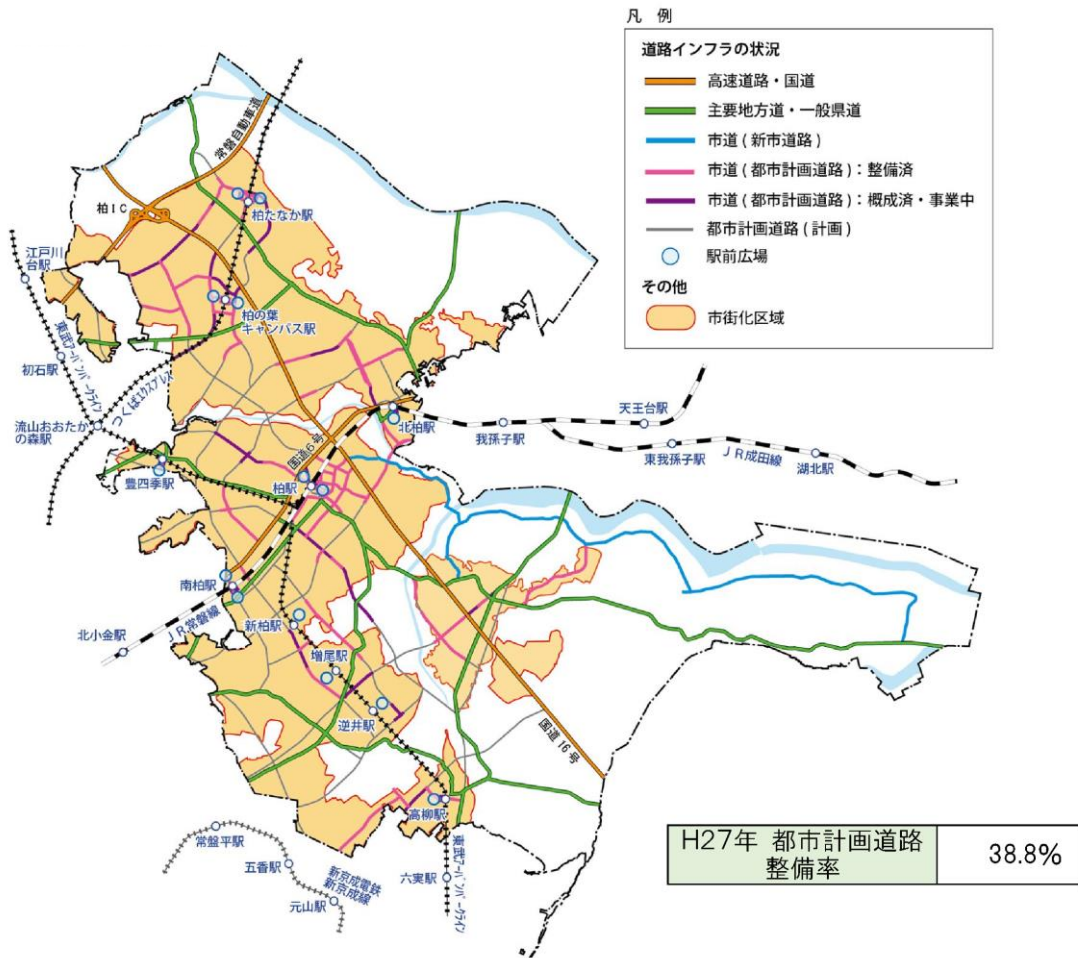 凡 例
道路インフラの状況
高速道路・国道
主要地方道・一般県道
市道(新市道路)
市道(都市計画道路):整備済
市道(都市計画道路):概成済・事業中
都市計画道路(計画)
駅前広場
その他
市街化区域
常磐自動車道
柏IC
柏たなか駅
江戸川
台駅
柏の葉
キャンパス駅
東武アーバンパークライン
初石駅
つくばエクスプレス
流山おおたか
の森駅
天王台駅
北柏駅
我孫子駅
東我孫子駅
JR成田線
湖北駅
国道6号
豊四季駅
柏駅
南柏駅
JR常磐線
北小金駅
新柏駅
増尾駅
逆井駅
国道16号
高柳駅
常盤平駅
五香駅
新京成電鉄
新京成線
元山駅
六実駅
東武アーバンパークライン
H27年 都市計画道路
整備率
38.8%